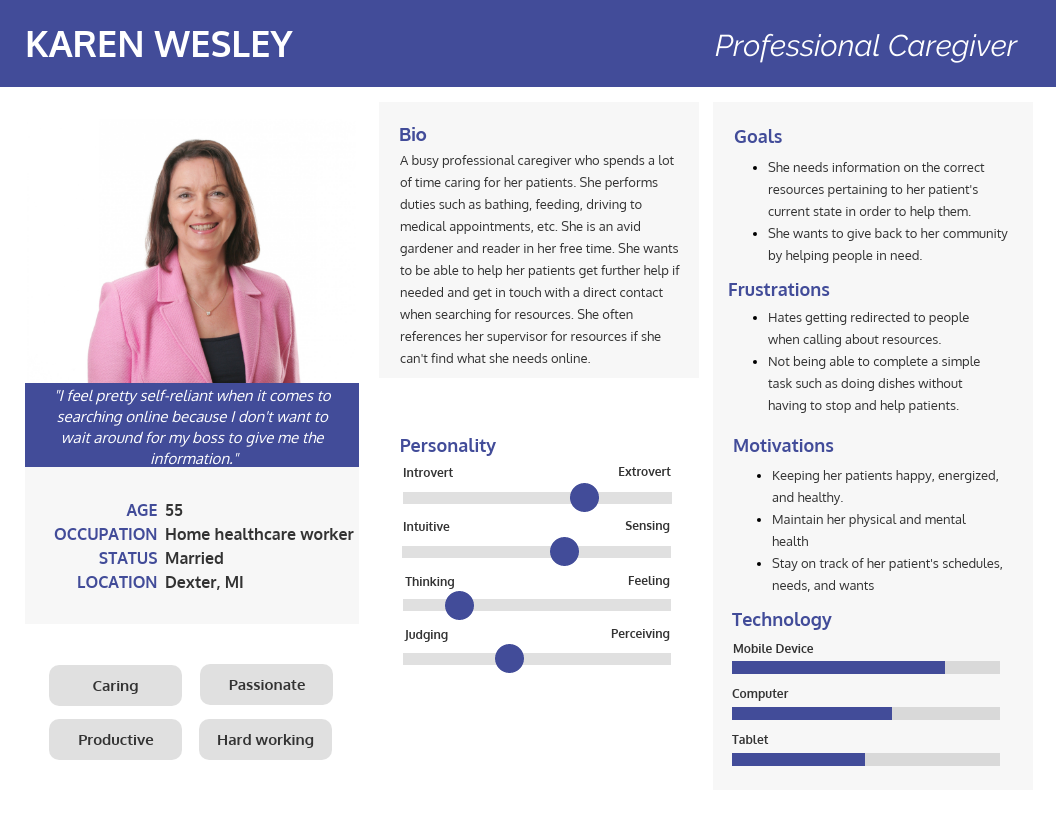 KAREN WESLEY
Professional Caregiver
"I feel pretty self-reliant when it comes to
searching online because I don't want to
wait around for my boss to give me the
information."
AGE 55
OCCUPATION Home healthcare worker
STATUS Married
LOCATION Dexter, MI
Caring
Passionate
Productive
Hard working
Bio
A busy professional caregiver who spends a lot
of time caring for her patients. She performs
duties such as bathing, feeding, driving to
medical appointments, etc. She is an avid
gardener and reader in her free time. She wants
to be able to help her patients get further help if
needed and get in touch with a direct contact
when searching for resources. She often
references her supervisor for resources if she
can't find what she needs online.
Personality
Introvert Extrovert
Intuitive Sensing
Thinking Feeling
Judging Perceiving
Goals
• She needs information on the correct
resources pertaining to her patient's
current state in order to help them.
• She wants to give back to her community
by helping people in need.
Frustrations
• Hates getting redirected to people
when calling about resources.
• Not being able to complete a simple
task such as doing dishes without
having to stop and help patients.
Motivations
• Keeping her patients happy, energized,
and healthy.
• Maintain her physical and mental
health
• Stay on track of her patient's schedules,
needs, and wants
Technology
Mobile Device
Computer
Tablet